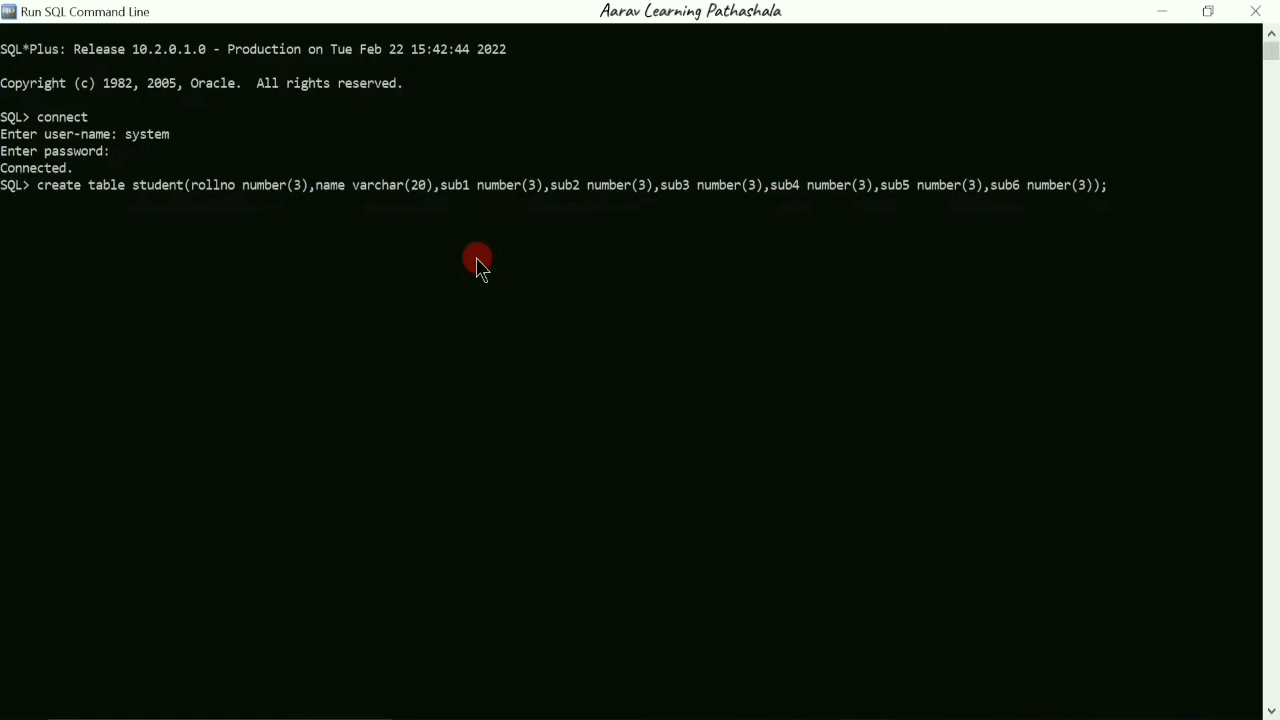 Run SQL Command Line
Aarav Learning Pathashala
SQL*Plus: Release 10.2.0.1.0 - Production on Tue Feb 22 15:42:44 2022
Copyright (c) 1982, 2005, Oracle.  All rights reserved.
SQL> connect
Enter user-name: system
Enter password:
Connected.
SQL> create table student(rollno number(3),name varchar(20),sub1 number(3),sub2 number(3),sub3 number(3),sub4 number(3),sub5 number(3),sub6 number(3));